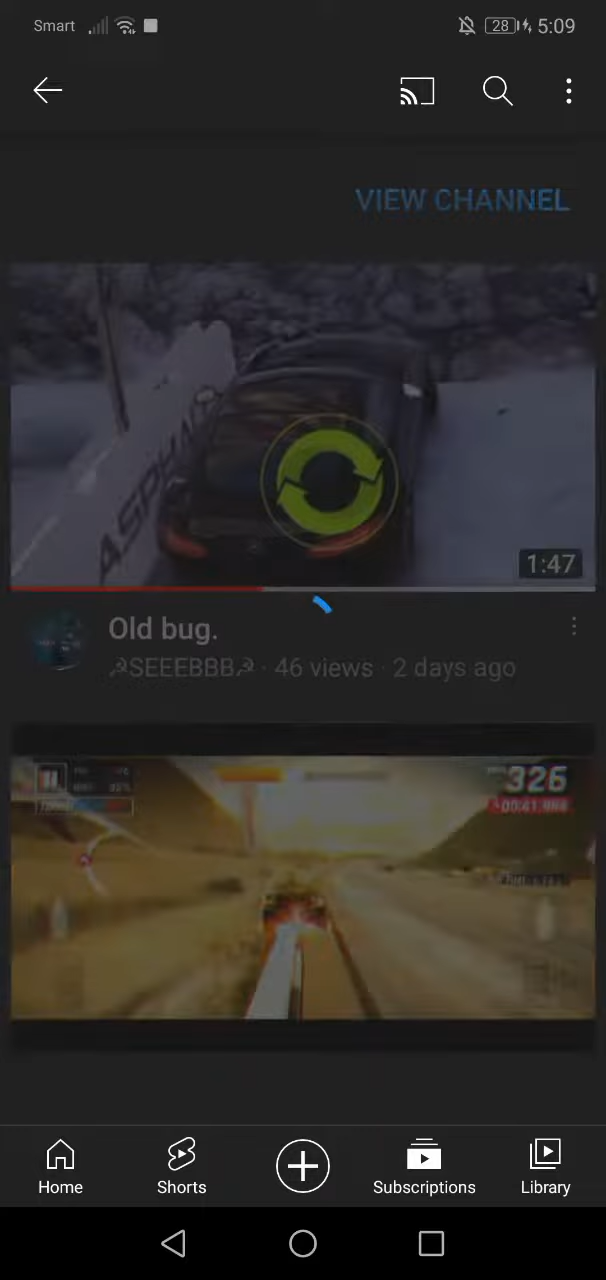 Smart 28 5:09
VIEW CHANNEL
ASPHAL
1:47
Old bug.
☭SEEEBBB☭ · 46 views · 2 days ago
326
Home Shorts Subscriptions Library